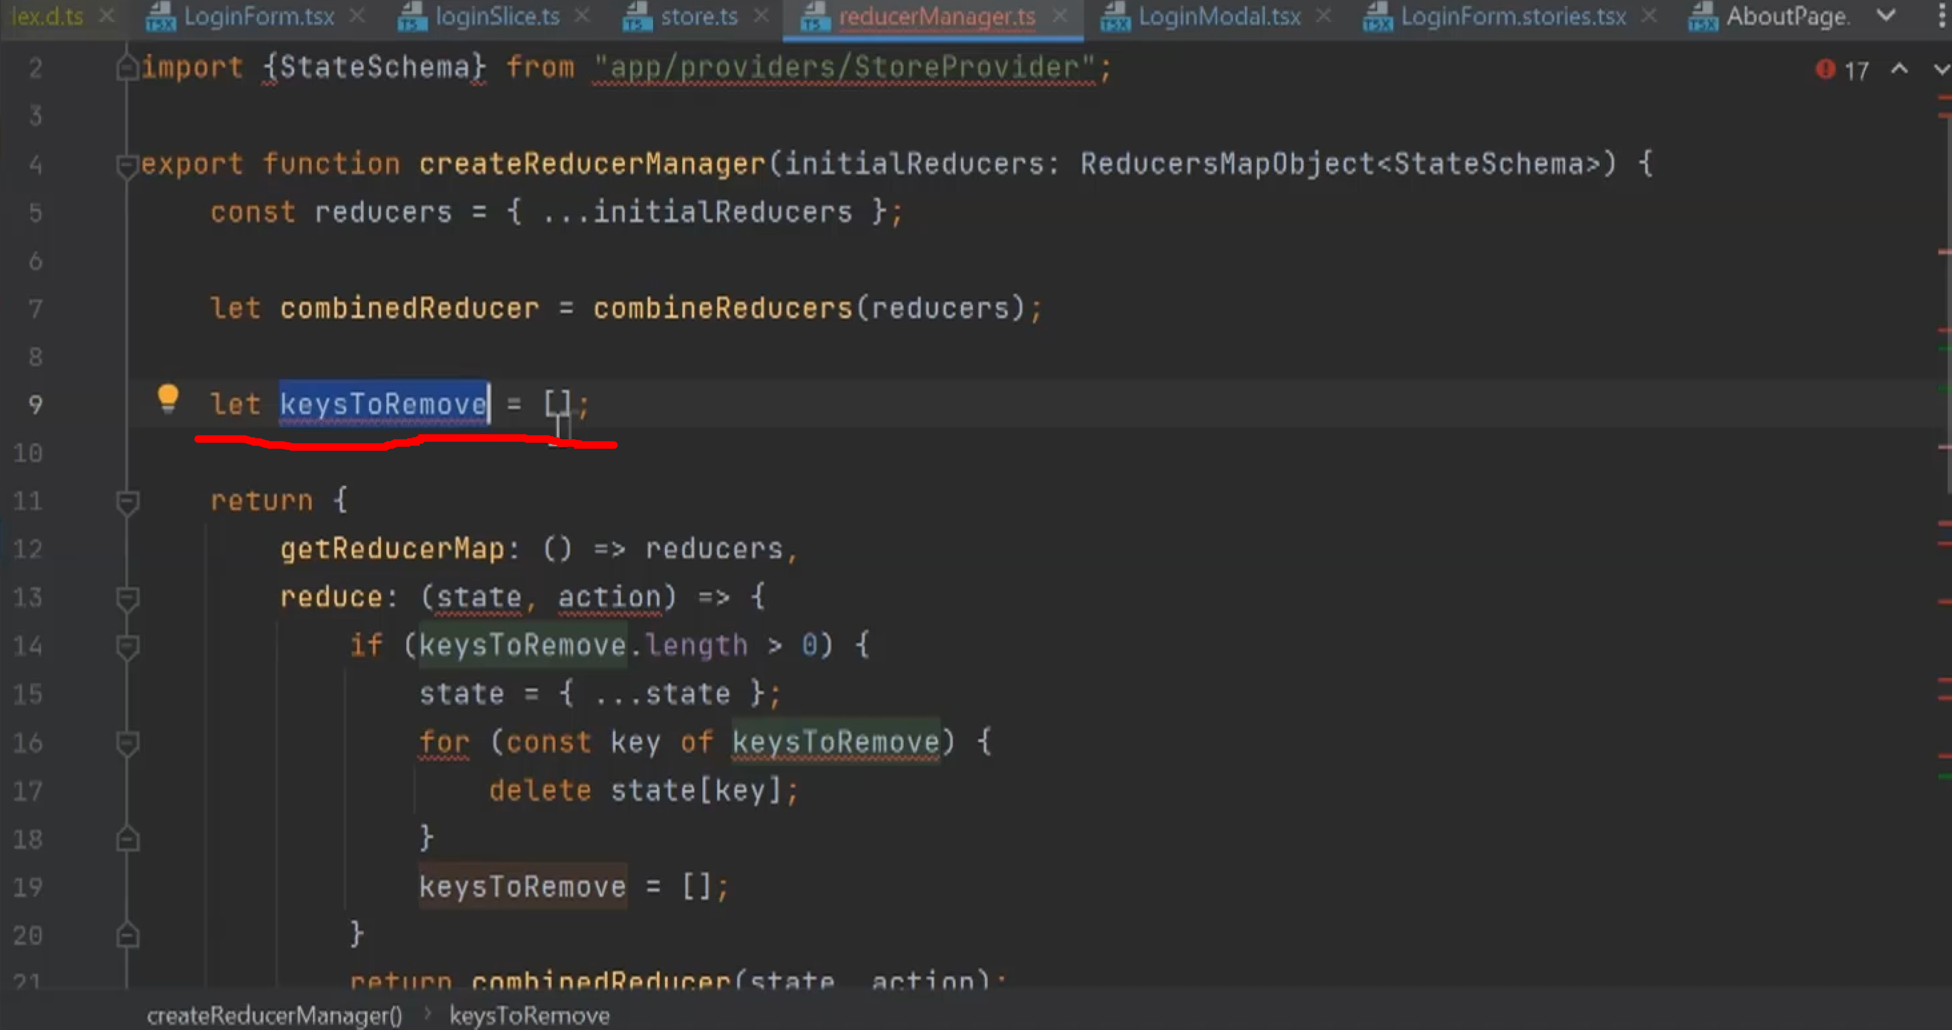 lex.d.ts LoginForm.tsx loginSlice.ts store.ts reducerManager.ts LoginModal.tsx LoginForm.stories.tsx AboutPage.
2 import {StateSchema} from "app/providers/StoreProvider"; 17
3
4 export function createReducerManager(initialReducers: ReducersMapObject<StateSchema>) {
5 const reducers = { ...initialReducers };
6
7 let combinedReducer = combineReducers(reducers);
8
9 let keysToRemove = [];
10
11 return {
12 getReducerMap: () => reducers,
13 reduce: (state, action) => {
14 if (keysToRemove.length > 0) {
15 state = { ...state };
16 for (const key of keysToRemove) {
17 delete state[key];
18 }
19 keysToRemove = [];
20 }
21 return combinedReducer(state, action);
createReducerManager() › keysToRemove